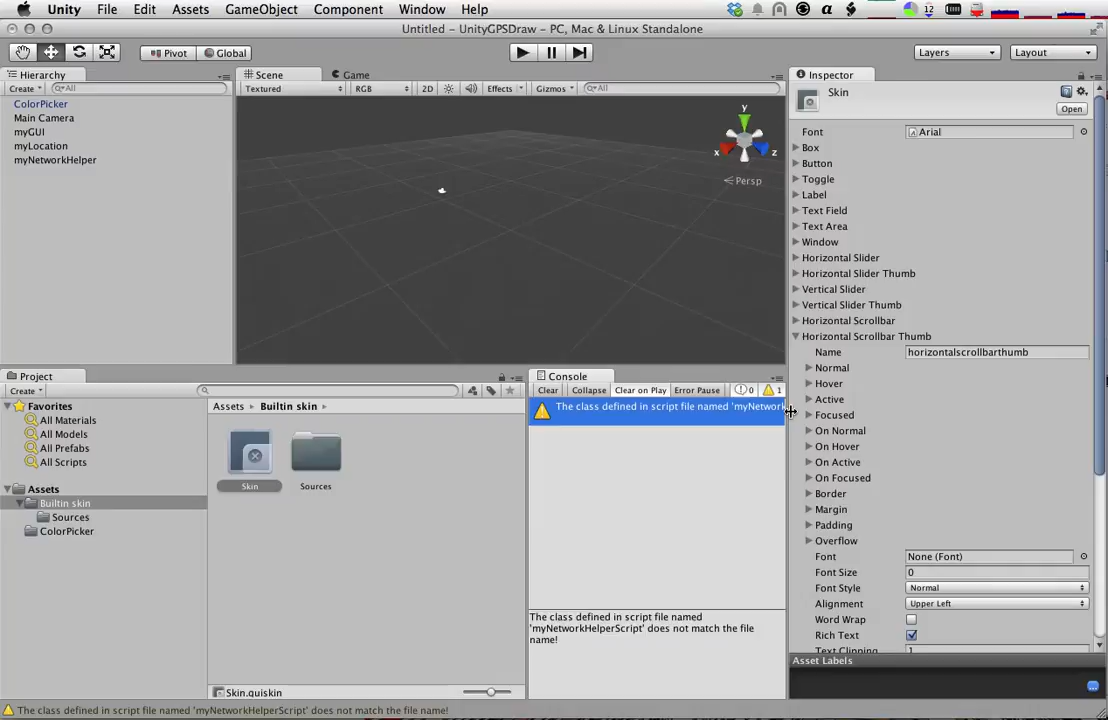 Unity File Edit Assets GameObject Component Window Help 12
Untitled – UnityGPSDraw – PC, Mac & Linux Standalone
Pivot Global Layers Layout
Hierarchy
Create All
ColorPicker
Main Camera
myGUI
myLocation
myNetworkHelper
Scene Game
Textured RGB 2D Effects Gizmos All
y
x
z
Persp
Project
Create
Favorites
All Materials
All Models
All Prefabs
All Scripts
Assets
Builtin skin
Sources
ColorPicker
Assets Builtin skin
Skin
Sources
Skin.guiskin
Console
Clear Collapse Clear on Play Error Pause 0 1
The class defined in script file named 'myNetwork
The class defined in script file named
'myNetworkHelperScript' does not match the file
name!
Inspector
Skin
Open
Font Arial
Box
Button
Toggle
Label
Text Field
Text Area
Window
Horizontal Slider
Horizontal Slider Thumb
Vertical Slider
Vertical Slider Thumb
Horizontal Scrollbar
Horizontal Scrollbar Thumb
Name horizontalscrollbarthumb
Normal
Hover
Active
Focused
On Normal
On Hover
On Active
On Focused
Border
Margin
Padding
Overflow
Font None (Font)
Font Size 0
Font Style Normal
Alignment Upper Left
Word Wrap
Rich Text
Text Clipping 1
Asset Labels
The class defined in script file named 'myNetworkHelperScript' does not match the file name!